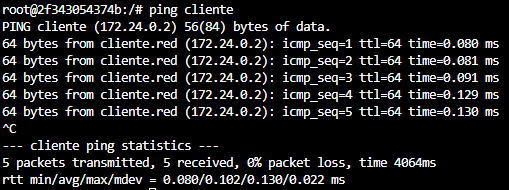 root@2f343054374b:/# ping cliente
PING cliente (172.24.0.2) 56(84) bytes of data.
64 bytes from cliente.red (172.24.0.2): icmp_seq=1 ttl=64 time=0.080 ms
64 bytes from cliente.red (172.24.0.2): icmp_seq=2 ttl=64 time=0.081 ms
64 bytes from cliente.red (172.24.0.2): icmp_seq=3 ttl=64 time=0.091 ms
64 bytes from cliente.red (172.24.0.2): icmp_seq=4 ttl=64 time=0.129 ms
64 bytes from cliente.red (172.24.0.2): icmp_seq=5 ttl=64 time=0.130 ms
^C
--- cliente ping statistics ---
5 packets transmitted, 5 received, 0% packet loss, time 4064ms
rtt min/avg/max/mdev = 0.080/0.102/0.130/0.022 ms